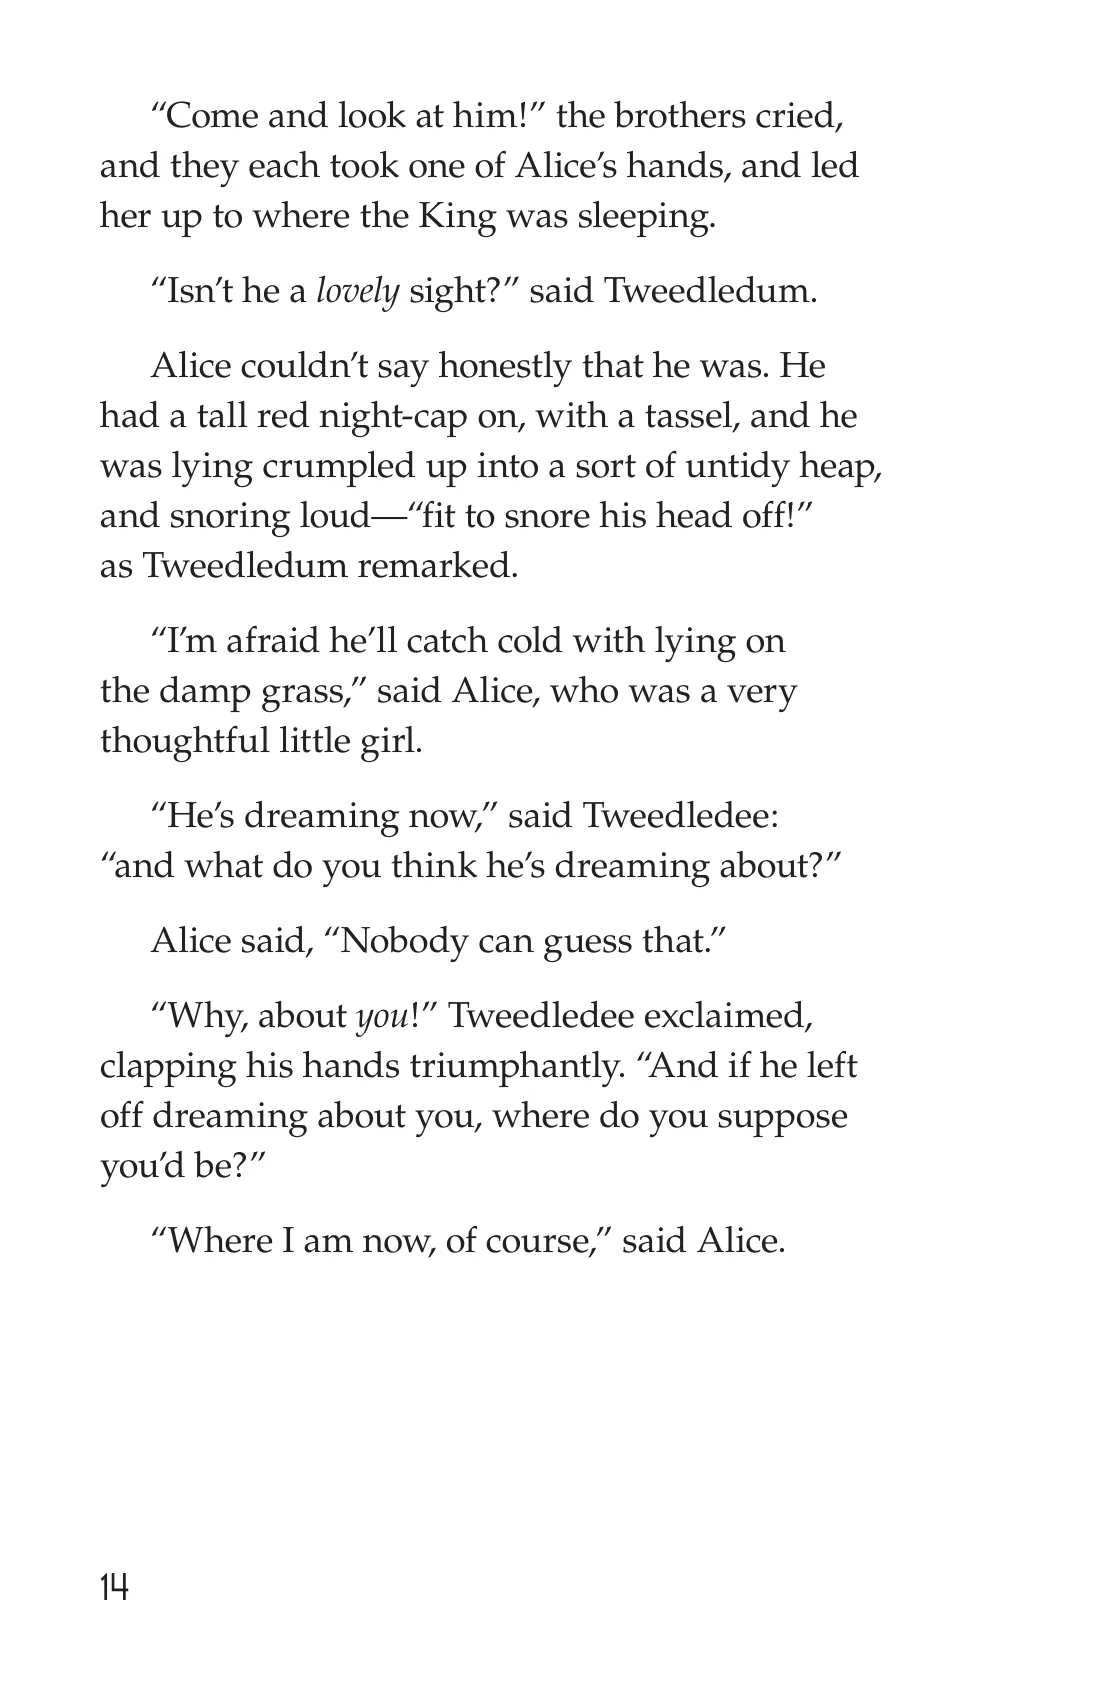 “Come and look at him!” the brothers cried,
and they each took one of Alice’s hands, and led
her up to where the King was sleeping.
“Isn’t he a lovely sight?” said Tweedledum.
Alice couldn’t say honestly that he was. He
had a tall red night-cap on, with a tassel, and he
was lying crumpled up into a sort of untidy heap,
and snoring loud—“fit to snore his head off!”
as Tweedledum remarked.
“I’m afraid he’ll catch cold with lying on
the damp grass,” said Alice, who was a very
thoughtful little girl.
“He’s dreaming now,” said Tweedledee:
“and what do you think he’s dreaming about?”
Alice said, “Nobody can guess that.”
“Why, about you!” Tweedledee exclaimed,
clapping his hands triumphantly. “And if he left
off dreaming about you, where do you suppose
you’d be?”
“Where I am now, of course,” said Alice.
14